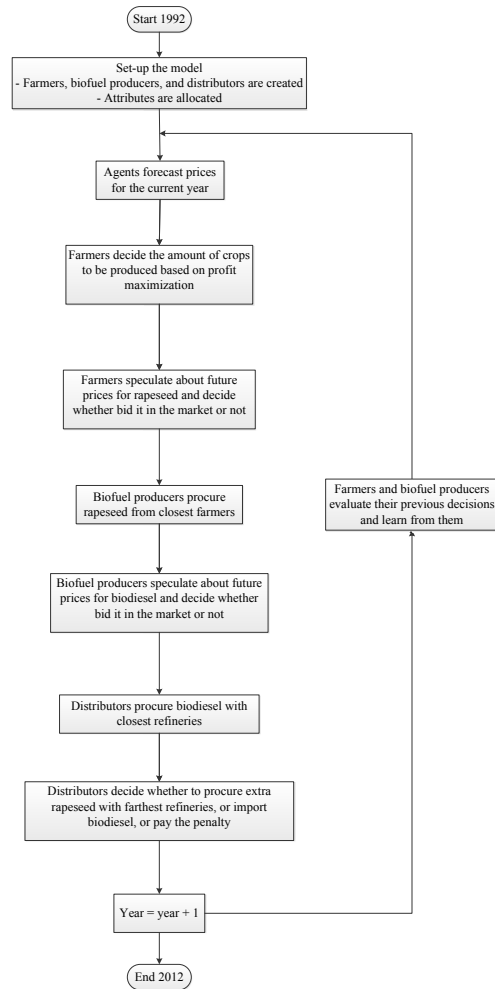 Start 1992
Set-up the model
- Farmers, biofuel producers, and distributors are created
- Attributes are allocated
Agents forecast prices
for the current year
Farmers decide the amount of crops
to be produced based on profit
maximization
Farmers speculate about future
prices for rapeseed and decide
whether bid it in the market or not
Biofuel producers procure
rapeseed from closest farmers
Farmers and biofuel producers
evaluate their previous decisions
and learn from them
Biofuel producers speculate about future
prices for biodiesel and decide whether
bid it in the market or not
Distributors procure biodiesel with
closest refineries
Distributors decide whether to procure extra
rapeseed with farthest refineries, or import
biodiesel, or pay the penalty
Year = year + 1
End 2012